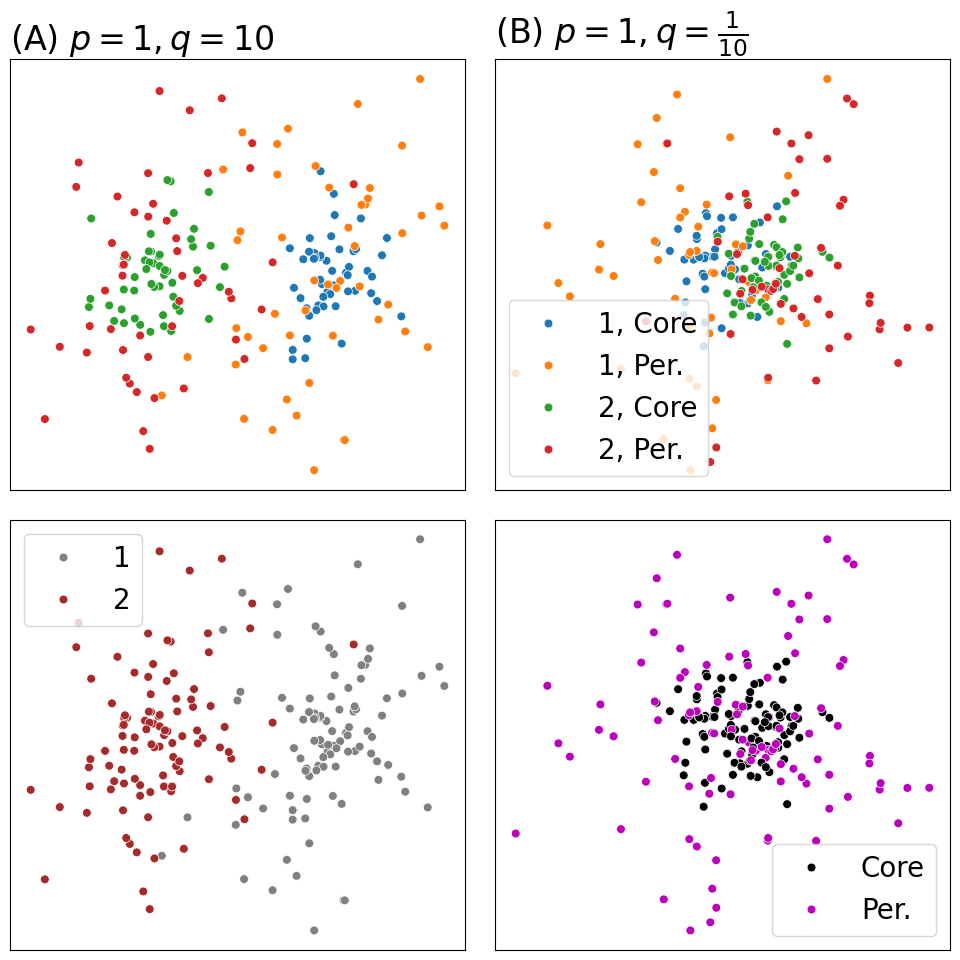 (A) p = 1, q = 10
(B) p = 1, q = 1/10
1, Core
1, Per.
2, Core
2, Per.
1
2
Core
Per.